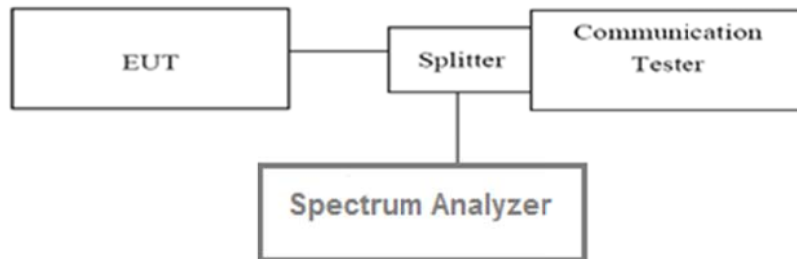 EUT
Splitter
Communication
Tester
Spectrum Analyzer